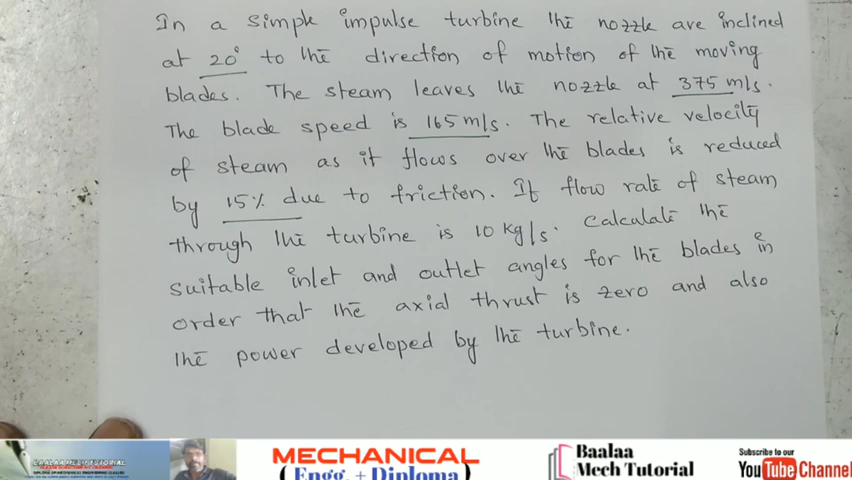 In a simple impulse turbine the nozzle are inclined
at 20° to the direction of motion of the moving
blades. The steam leaves the nozzle at 375 m/s.
The blade speed is 165 m/s. The relative velocity
of steam as it flows over the blades is reduced
by 15% due to friction. If flow rate of steam
through the turbine is 10 kg/s. Calculate the
suitable inlet and outlet angles for the blades in
order that the axial thrust is zero and also
the power developed by the turbine.
MECHANICAL
(Engg. + Diploma)
Baalaa
Mech Tutorial
Subscribe to our
YouTube Channel